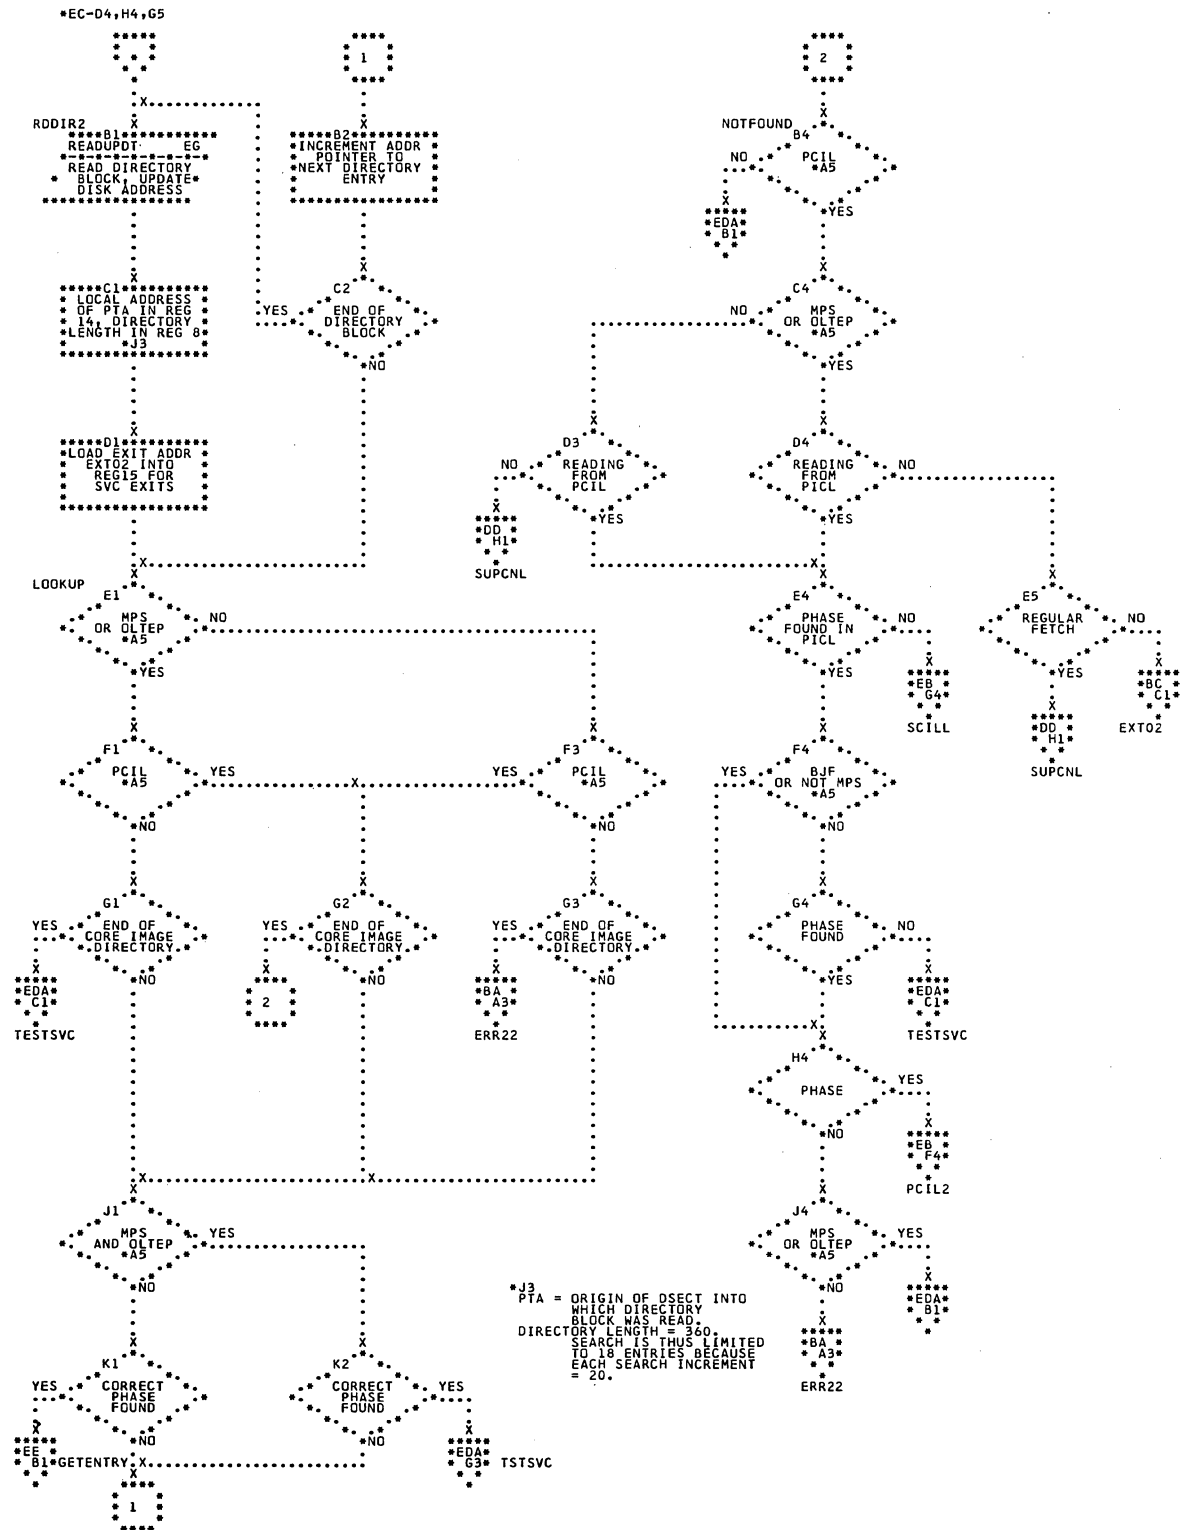 *EC-D4,H4,G5
1
2
RDDIR2
B1
READUPDT EG
READ DIRECTORY
BLOCK, UPDATE
DISK ADDRESS
B2
INCREMENT ADDR
POINTER TO
NEXT DIRECTORY
ENTRY
NOTFOUND
B4
PCIL
*A5
NO
YES
EDA
B1
C1
LOCAL ADDRESS
OF PTA IN REG
14, DIRECTORY
LENGTH IN REG 8
*J3
C2
END OF
DIRECTORY
BLOCK
YES
NO
C4
MPS
OR OLTEP
*A5
NO
YES
D1
LOAD EXIT ADDR
EXT02 INTO
REG15 FOR
SVC EXITS
D3
READING
FROM
PCIL
NO
YES
DD
H1
SUPCNL
D4
READING
FROM
PICL
NO
YES
LOOKUP
E1
MPS
OR OLTEP
*A5
NO
YES
E4
PHASE
FOUND IN
PICL
NO
YES
EB
G4
SCILL
E5
REGULAR
FETCH
NO
YES
BC
C1
EXT02
DD
H1
SUPCNL
F1
PCIL
*A5
YES
NO
F3
PCIL
*A5
YES
NO
F4
BJF
OR NOT MPS
*A5
YES
NO
G1
END OF
CORE IMAGE
DIRECTORY
YES
NO
EDA
C1
TESTSVC
G2
END OF
CORE IMAGE
DIRECTORY
YES
NO
2
G3
END OF
CORE IMAGE
DIRECTORY
YES
NO
BA
A3
ERR22
G4
PHASE
FOUND
NO
YES
EDA
C1
TESTSVC
H4
PHASE
YES
NO
EB
F4
PCIL2
J1
MPS
AND OLTEP
*A5
YES
NO
J4
MPS
OR OLTEP
*A5
YES
NO
EDA
B1
BA
A3
ERR22
*J3
PTA = ORIGIN OF DSECT INTO
WHICH DIRECTORY
BLOCK WAS READ.
DIRECTORY LENGTH = 360.
SEARCH IS THUS LIMITED
TO 18 ENTRIES BECAUSE
EACH SEARCH INCREMENT
= 20.
K1
CORRECT
PHASE
FOUND
YES
NO
EE
B1
GETENTRY
K2
CORRECT
PHASE
FOUND
YES
NO
EDA
G3
TSTSVC
1